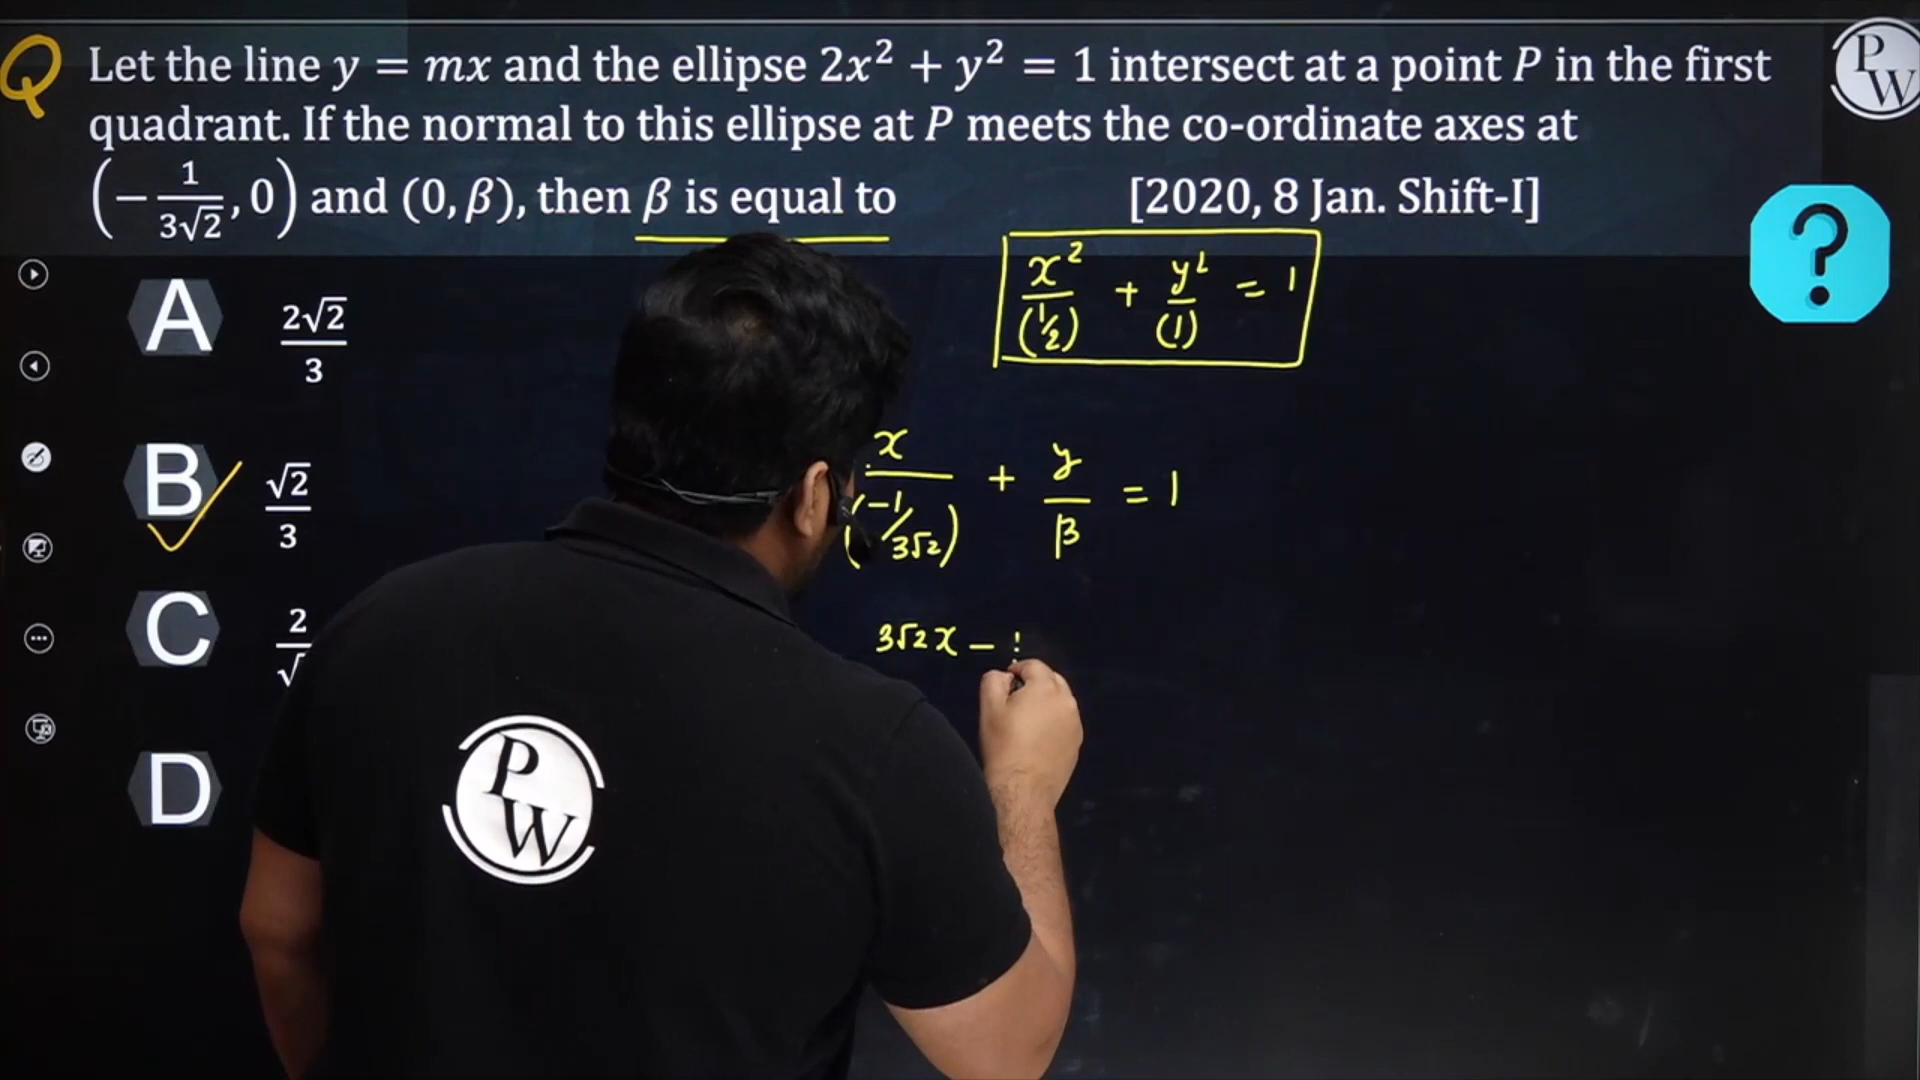 Q Let the line y = mx and the ellipse 2x² + y² = 1 intersect at a point P in the first
quadrant. If the normal to this ellipse at P meets the co-ordinate axes at
(-1/3√2, 0) and (0, β), then β is equal to [2020, 8 Jan. Shift-I]
PW
?
x²/(1/2) + y²/(1) = 1
A 2√2/3
x/(-1/3√2) + y/β = 1
B √2/3
C 2/√
3√2x –
D
PW